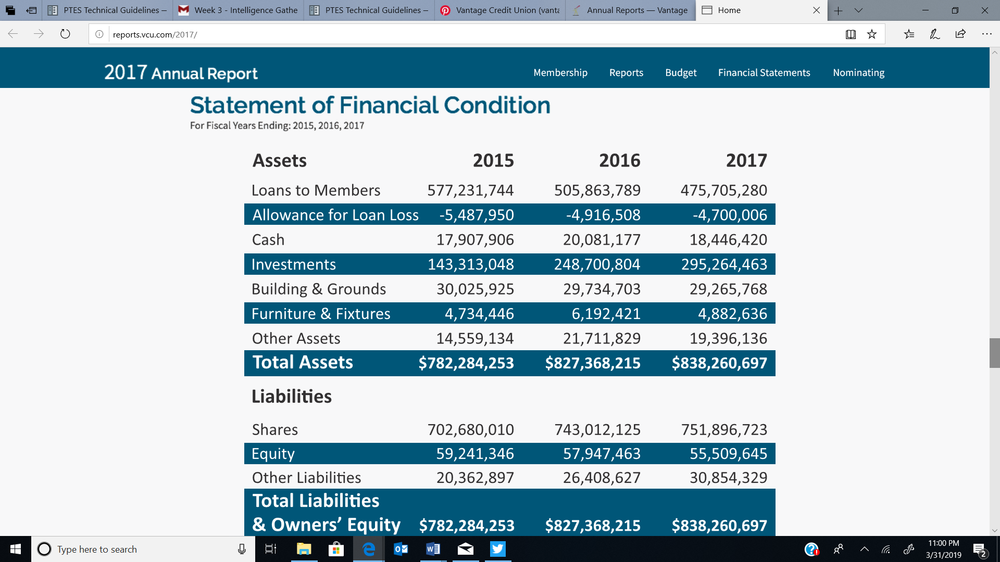 PTES Technical Guidelines —
Week 3 - Intelligence Gathe
PTES Technical Guidelines —
Vantage Credit Union (vanta
Annual Reports — Vantage
Home
reports.vcu.com/2017/
2017 Annual Report
Membership Reports Budget Financial Statements Nominating
Statement of Financial Condition
For Fiscal Years Ending: 2015, 2016, 2017
Assets 2015 2016 2017
Loans to Members 577,231,744 505,863,789 475,705,280
Allowance for Loan Loss -5,487,950 -4,916,508 -4,700,006
Cash 17,907,906 20,081,177 18,446,420
Investments 143,313,048 248,700,804 295,264,463
Building & Grounds 30,025,925 29,734,703 29,265,768
Furniture & Fixtures 4,734,446 6,192,421 4,882,636
Other Assets 14,559,134 21,711,829 19,396,136
Total Assets $782,284,253 $827,368,215 $838,260,697
Liabilities
Shares 702,680,010 743,012,125 751,896,723
Equity 59,241,346 57,947,463 55,509,645
Other Liabilities 20,362,897 26,408,627 30,854,329
Total Liabilities
& Owners’ Equity $782,284,253 $827,368,215 $838,260,697
Type here to search
11:00 PM
3/31/2019
2